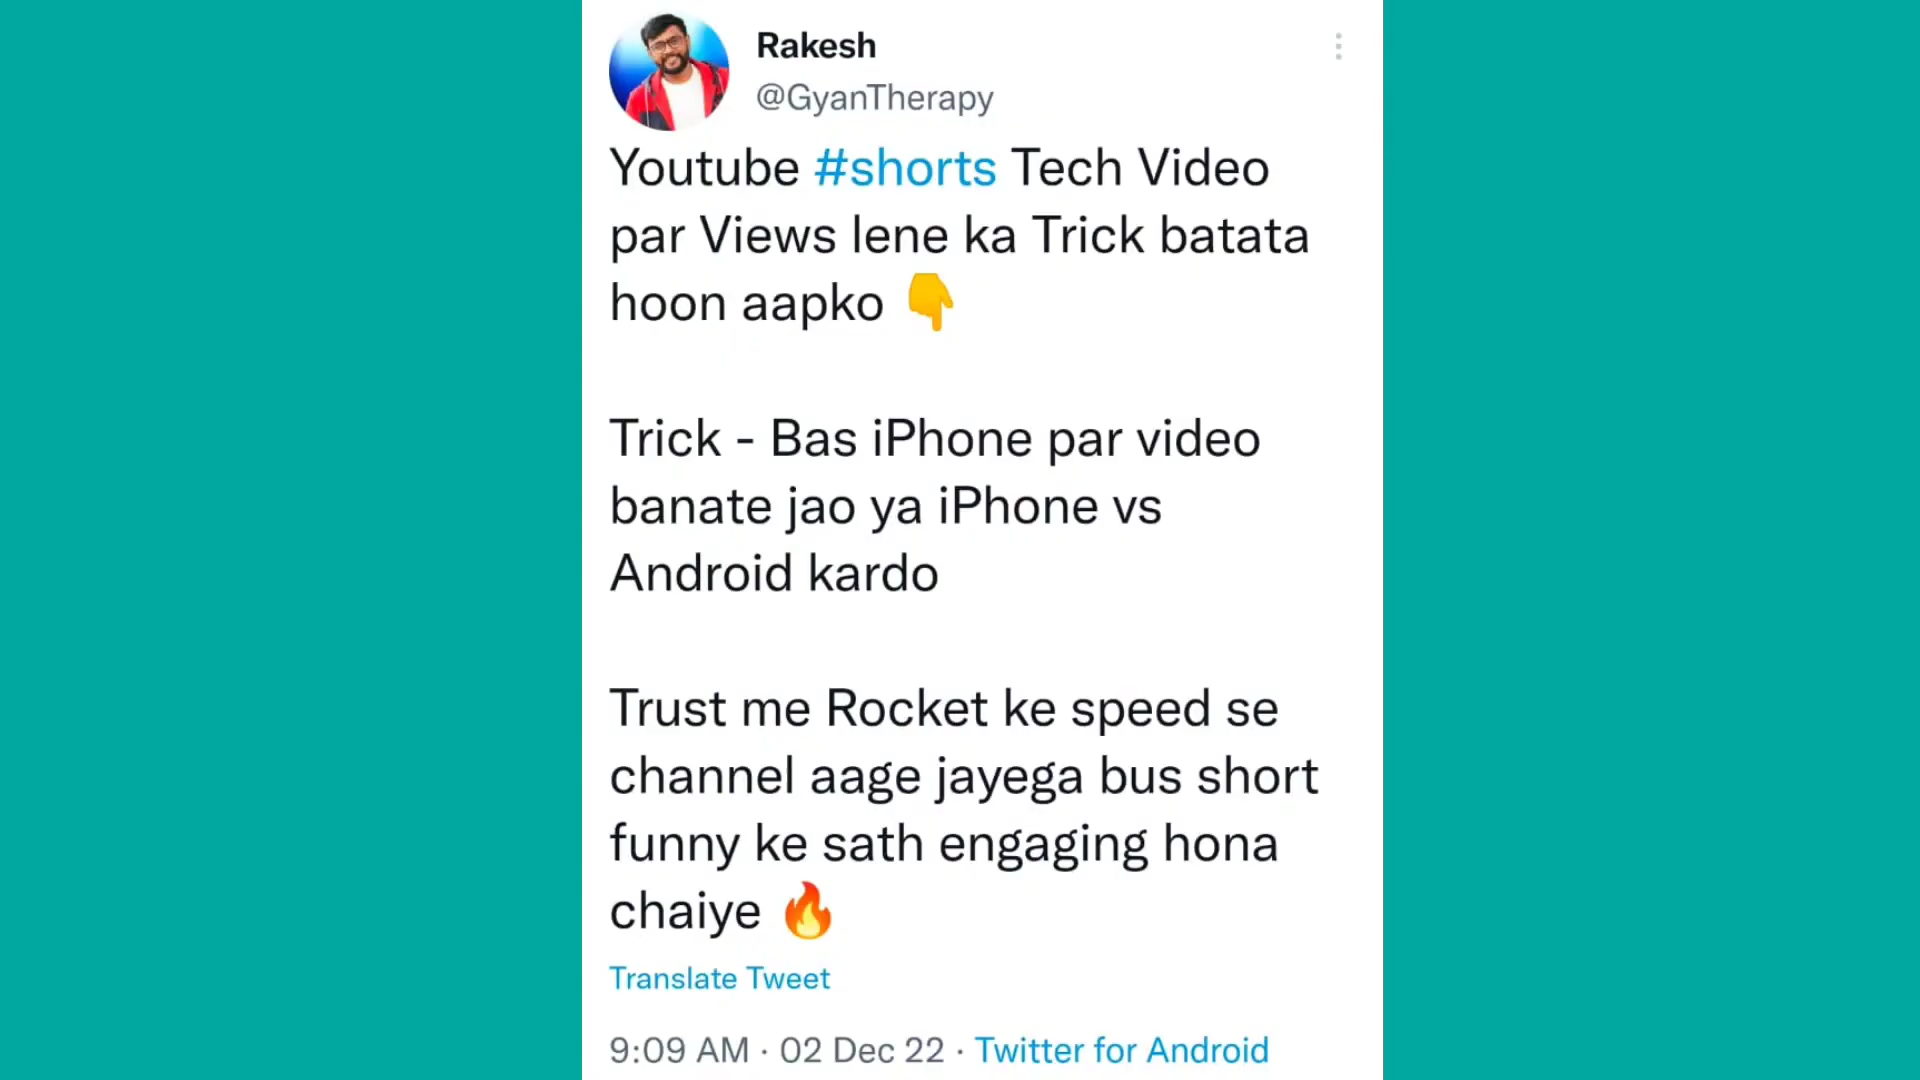 Rakesh
@GyanTherapy
Youtube #shorts Tech Video
par Views lene ka Trick batata
hoon aapko 👇
Trick - Bas iPhone par video
banate jao ya iPhone vs
Android kardo
Trust me Rocket ke speed se
channel aage jayega bus short
funny ke sath engaging hona
chaiye 🔥
Translate Tweet
9:09 AM · 02 Dec 22 · Twitter for Android